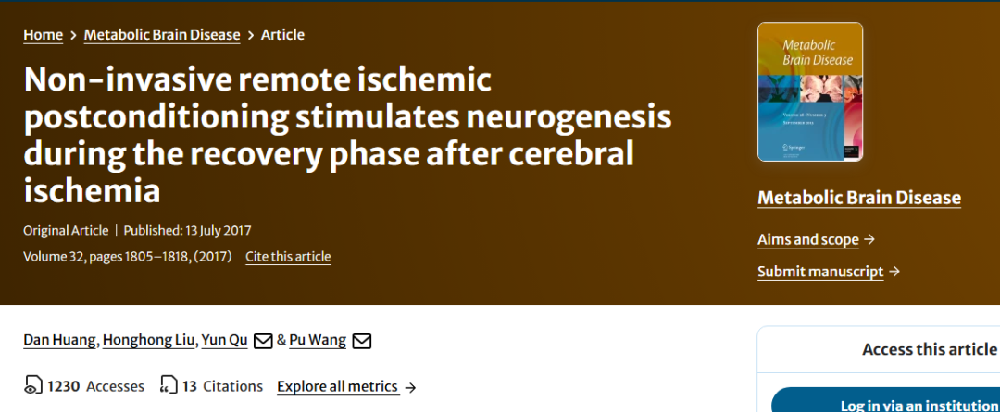 Home > Metabolic Brain Disease > Article
Non-invasive remote ischemic
postconditioning stimulates neurogenesis
during the recovery phase after cerebral
ischemia
Original Article | Published: 13 July 2017
Volume 32, pages 1805–1818, (2017) Cite this article
Metabolic
Brain Disease
Metabolic Brain Disease
Aims and scope →
Submit manuscript →
Dan Huang, Honghong Liu, Yun Qu & Pu Wang
1230 Accesses 13 Citations Explore all metrics →
Access this article
Log in via an institution